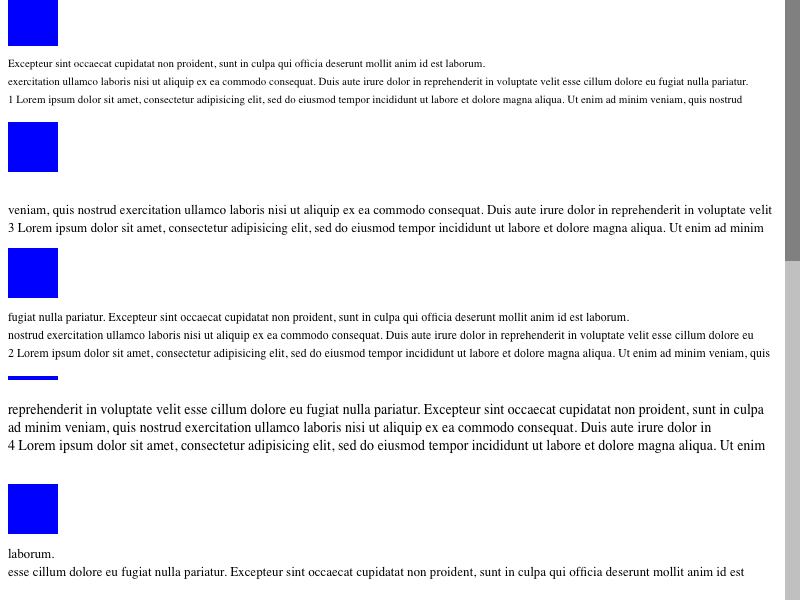 Excepteur sint occaecat cupidatat non proident, sunt in culpa qui officia deserunt mollit anim id est laborum.
exercitation ullamco laboris nisi ut aliquip ex ea commodo consequat. Duis aute irure dolor in reprehenderit in voluptate velit esse cillum dolore eu fugiat nulla pariatur.
1 Lorem ipsum dolor sit amet, consectetur adipisicing elit, sed do eiusmod tempor incididunt ut labore et dolore magna aliqua. Ut enim ad minim veniam, quis nostrud
veniam, quis nostrud exercitation ullamco laboris nisi ut aliquip ex ea commodo consequat. Duis aute irure dolor in reprehenderit in voluptate velit
3 Lorem ipsum dolor sit amet, consectetur adipisicing elit, sed do eiusmod tempor incididunt ut labore et dolore magna aliqua. Ut enim ad minim
fugiat nulla pariatur. Excepteur sint occaecat cupidatat non proident, sunt in culpa qui officia deserunt mollit anim id est laborum.
nostrud exercitation ullamco laboris nisi ut aliquip ex ea commodo consequat. Duis aute irure dolor in reprehenderit in voluptate velit esse cillum dolore eu
2 Lorem ipsum dolor sit amet, consectetur adipisicing elit, sed do eiusmod tempor incididunt ut labore et dolore magna aliqua. Ut enim ad minim veniam, quis
reprehenderit in voluptate velit esse cillum dolore eu fugiat nulla pariatur. Excepteur sint occaecat cupidatat non proident, sunt in culpa
ad minim veniam, quis nostrud exercitation ullamco laboris nisi ut aliquip ex ea commodo consequat. Duis aute irure dolor in
4 Lorem ipsum dolor sit amet, consectetur adipisicing elit, sed do eiusmod tempor incididunt ut labore et dolore magna aliqua. Ut enim
laborum.
esse cillum dolore eu fugiat nulla pariatur. Excepteur sint occaecat cupidatat non proident, sunt in culpa qui officia deserunt mollit anim id est